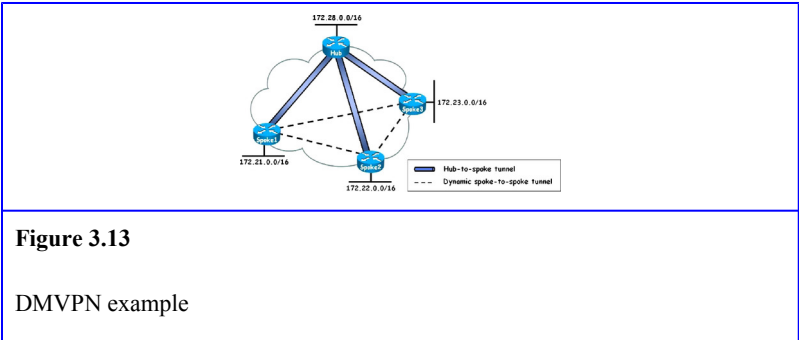 172.28.0.0/16
Hub
Spoke3
172.23.0.0/16
Spoke1
172.21.0.0/16
Spoke2
172.22.0.0/16
Hub-to-spoke tunnel
Dynamic spoke-to-spoke tunnel
Figure 3.13
DMVPN example